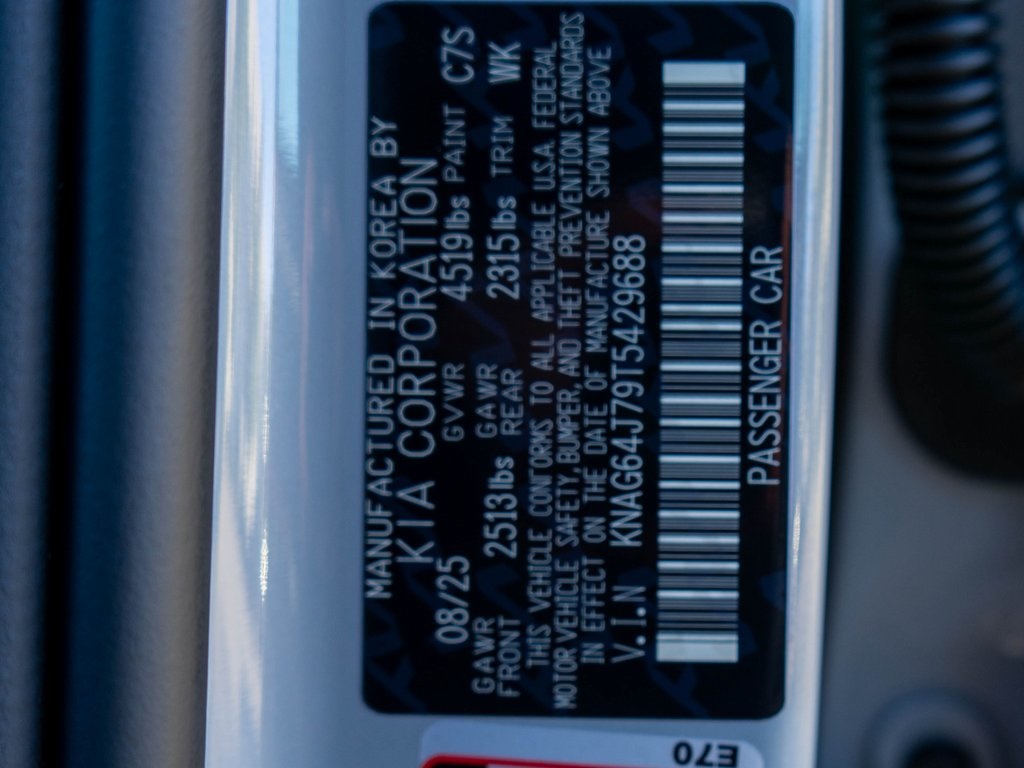 MANUFACTURED IN KOREA BY
KIA CORPORATION
08/25 GVWR 4519lbs PAINT C7S
GAWR FRONT 2513lbs GAWR REAR 2315lbs TRIM WK
THIS VEHICLE CONFORMS TO ALL APPLICABLE U.S.A. FEDERAL
MOTOR VEHICLE SAFETY, BUMPER, AND THEFT PREVENTION STANDARDS
IN EFFECT ON THE DATE OF MANUFACTURE SHOWN ABOVE
V.I.N KNAG64J79T5429688
PASSENGER CAR
E70